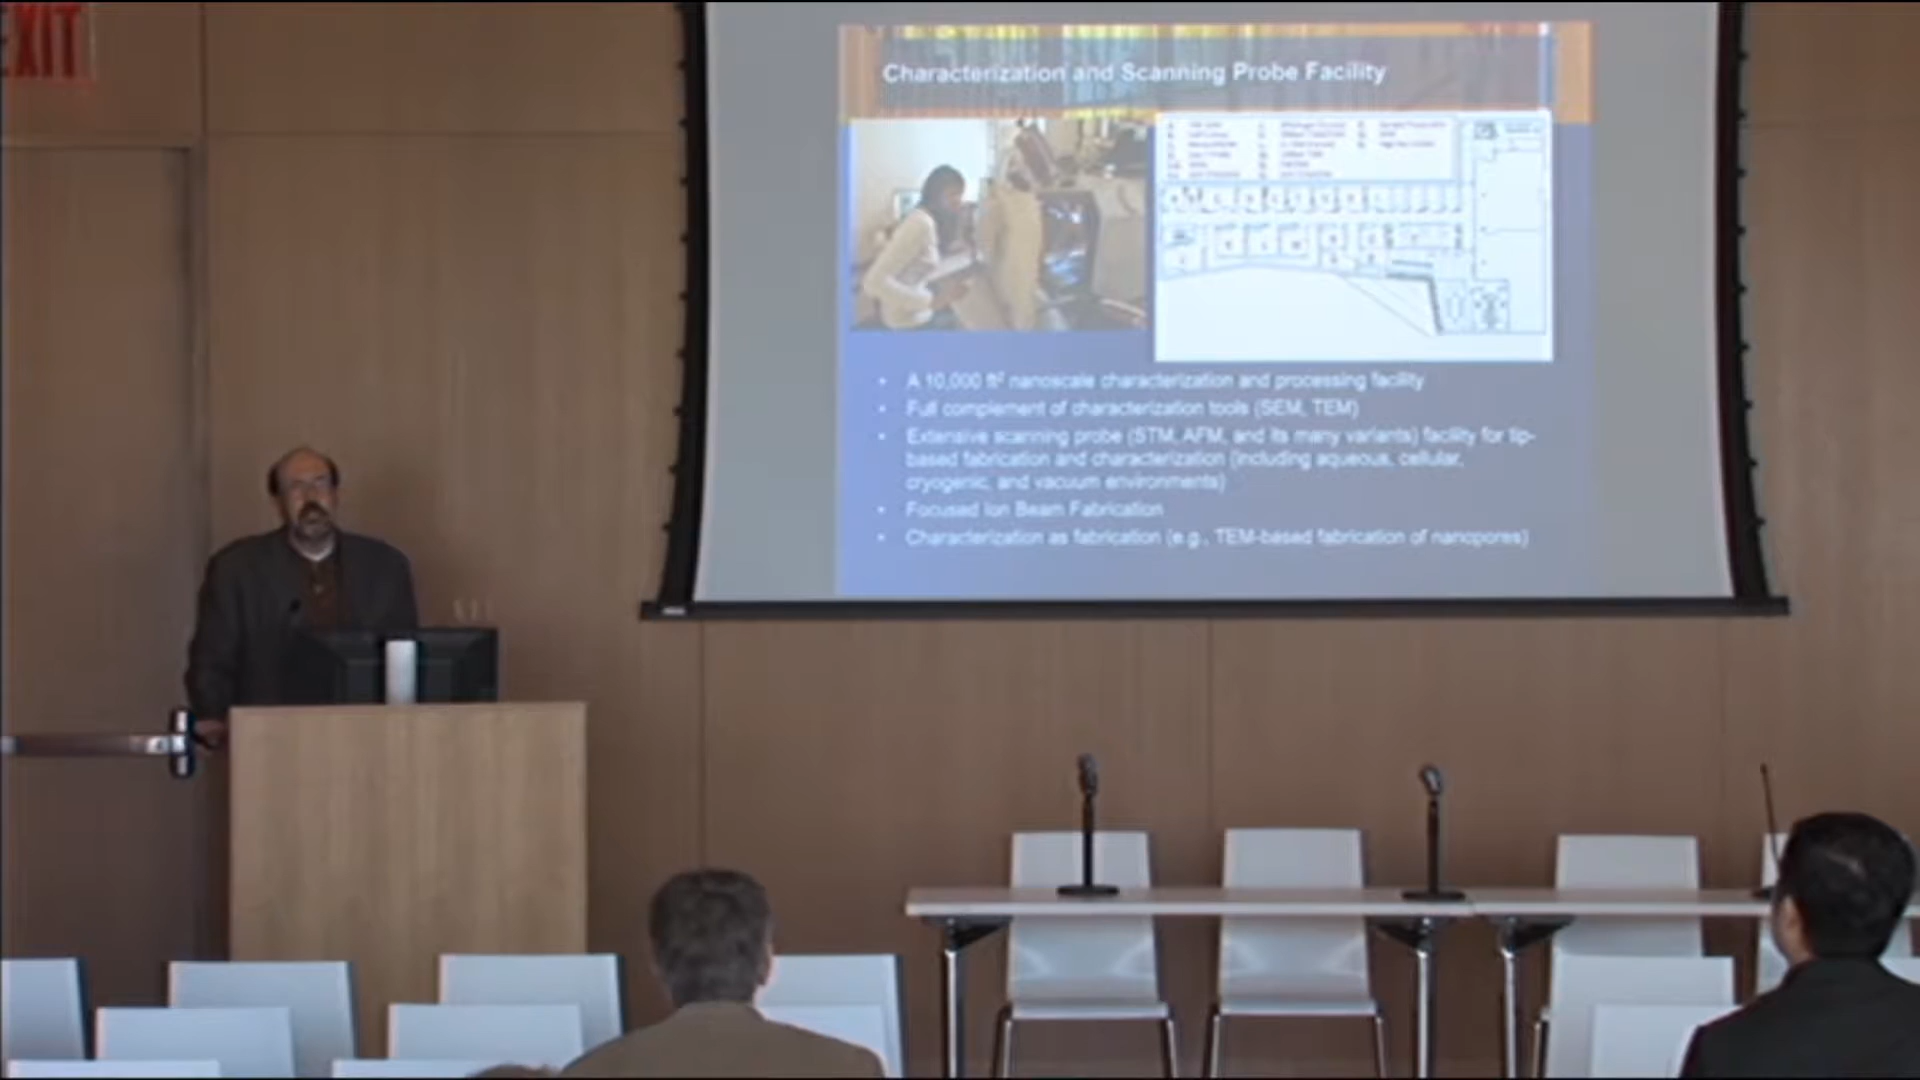 EXIT
Characterization and Scanning Probe Facility
• A 10,000 ft² nanoscale characterization and processing facility
• Full complement of characterization tools (SEM, TEM)
• Extensive scanning probe (STM, AFM, and its many variants) facility for tip-
based fabrication and characterization (including aqueous, cellular,
cryogenic, and vacuum environments)
• Focused Ion Beam Fabrication
• Characterization as fabrication (e.g., TEM-based fabrication of nanopores)